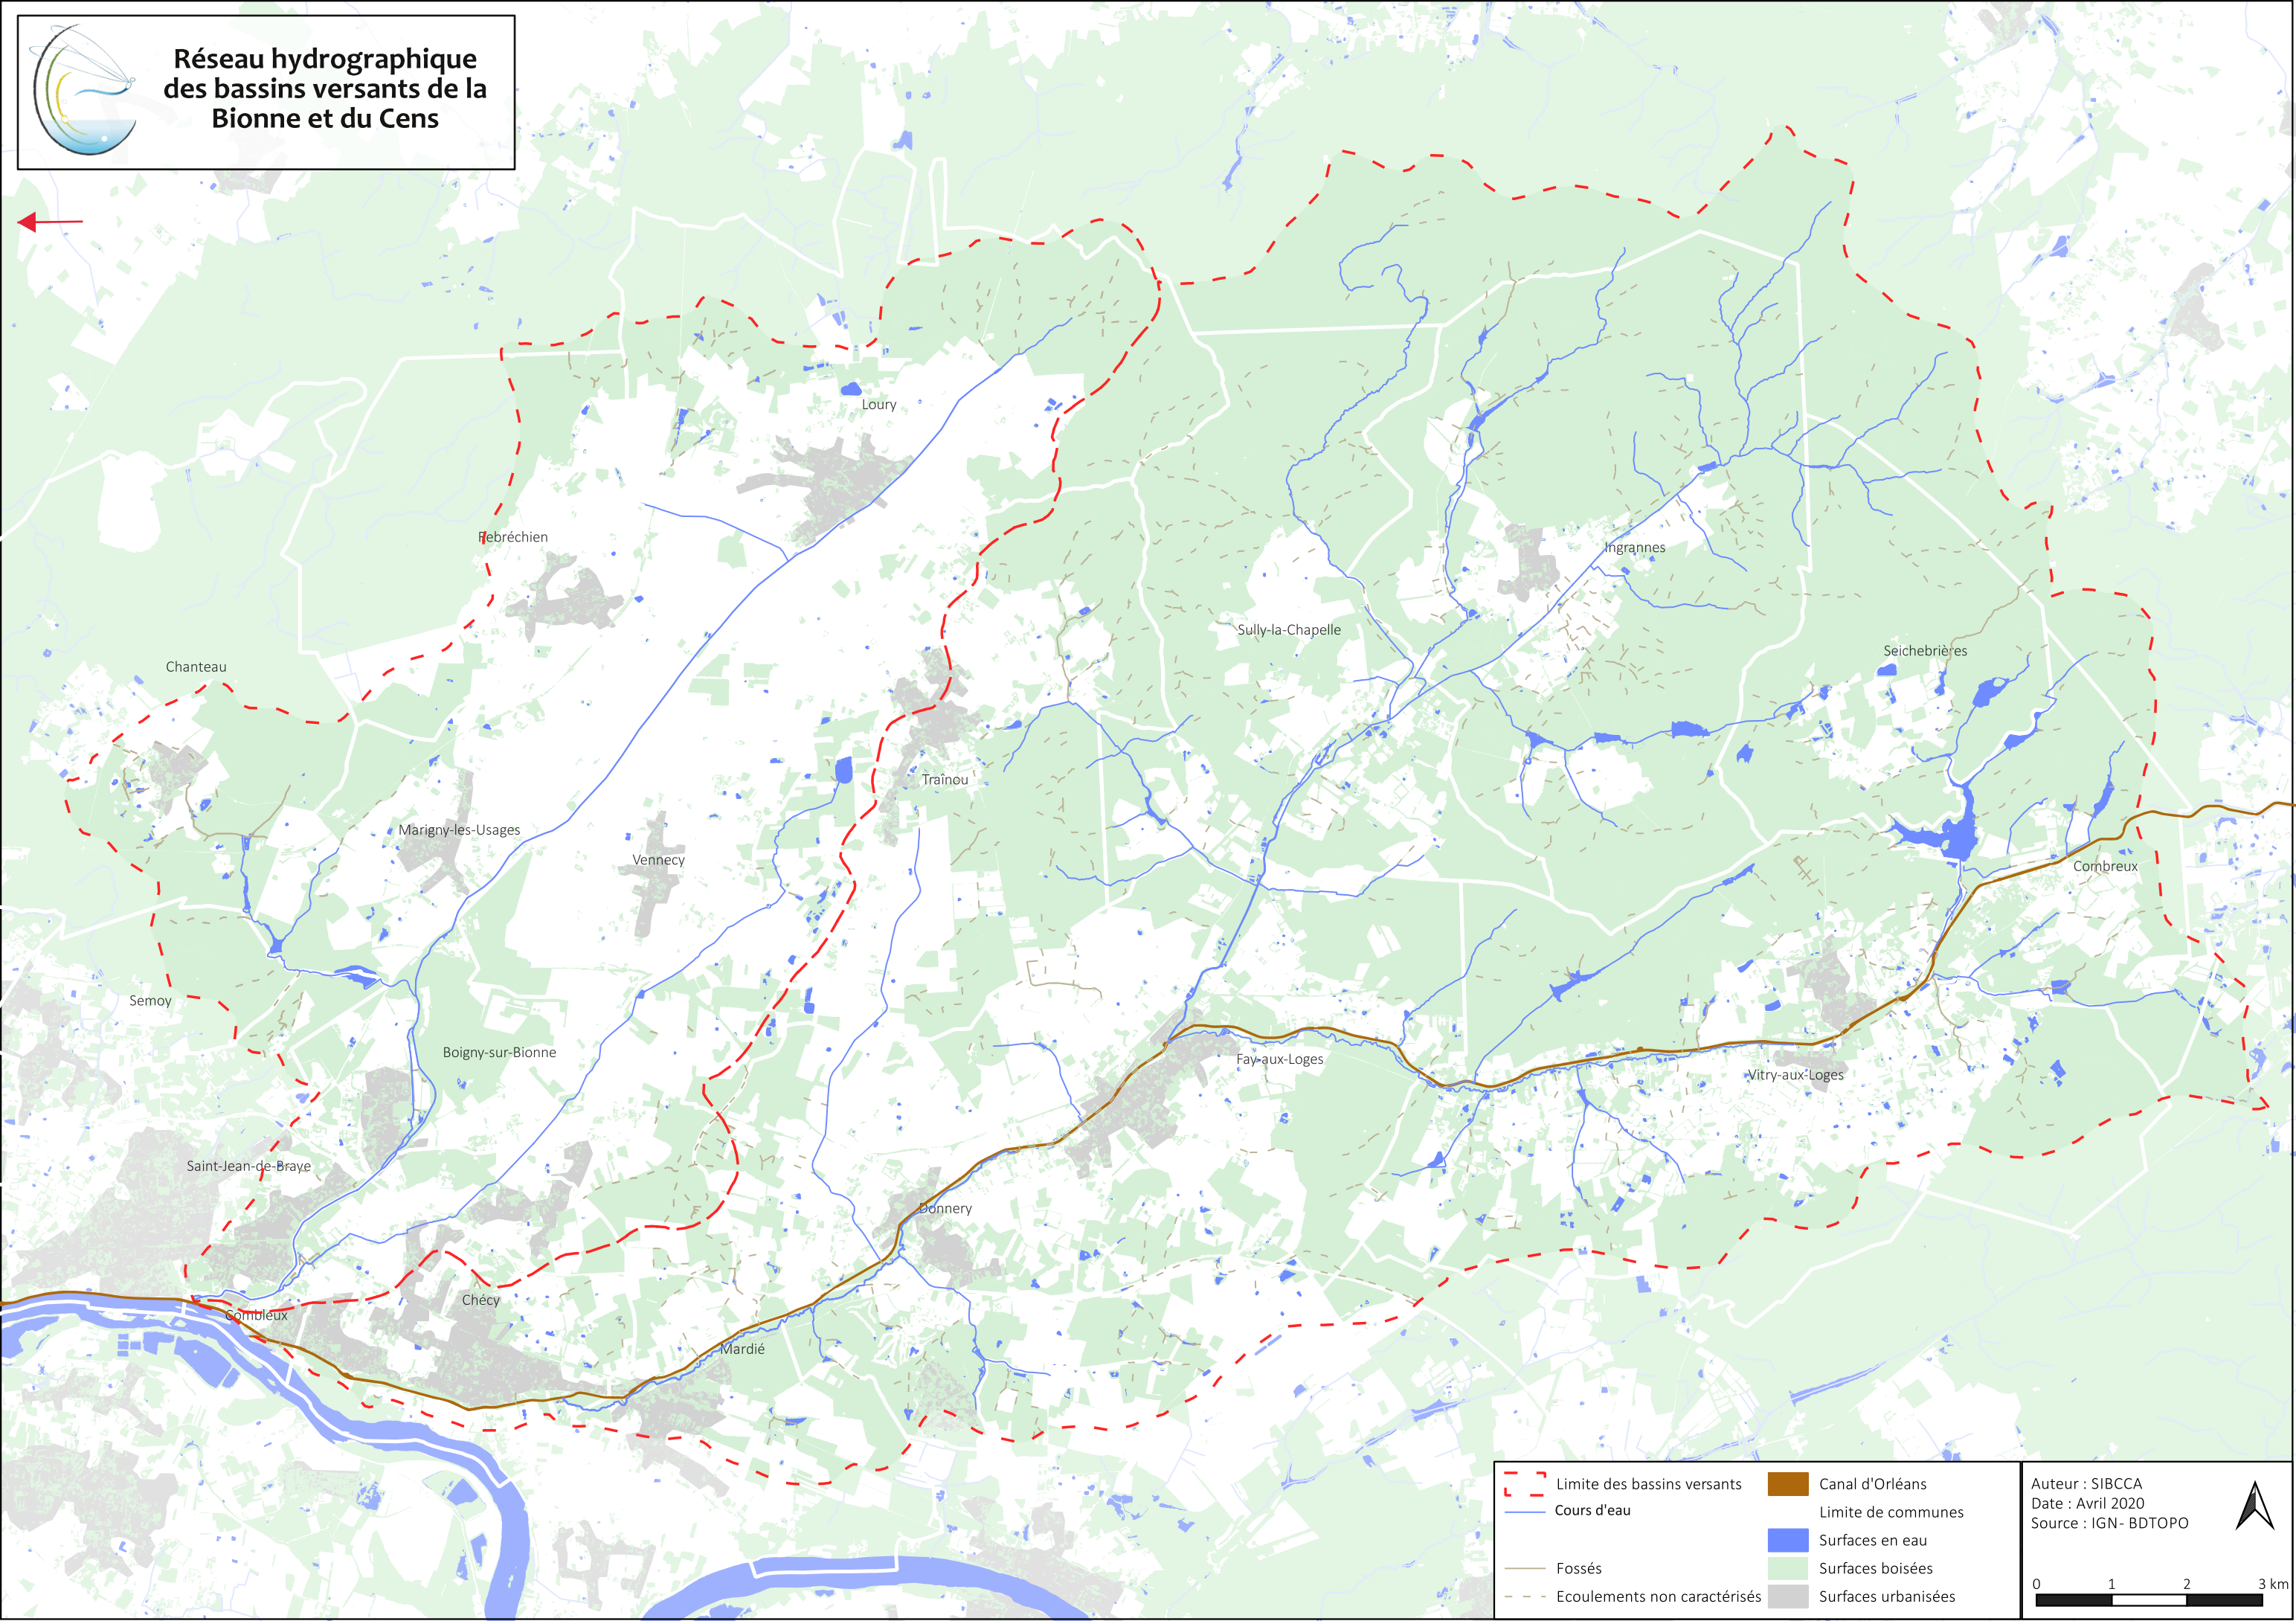 Réseau hydrographique
des bassins versants de la
Bionne et du Cens
Loury
Rebréchien
Ingrannes
Sully-la-Chapelle
Seichebrières
Chanteau
Traînou
Marigny-les-Usages
Vennecy
Combreux
Semoy
Boigny-sur-Bionne
Fay-aux-Loges
Vitry-aux-Loges
Saint-Jean-de-Braye
Donnery
Chécy
Combleux
Mardié
Limite des bassins versants
Cours d'eau
Fossés
Ecoulements non caractérisés
Canal d'Orléans
Limite de communes
Surfaces en eau
Surfaces boisées
Surfaces urbanisées
Auteur : SIBCCA
Date : Avril 2020
Source : IGN- BDTOPO
0 1 2 3 km